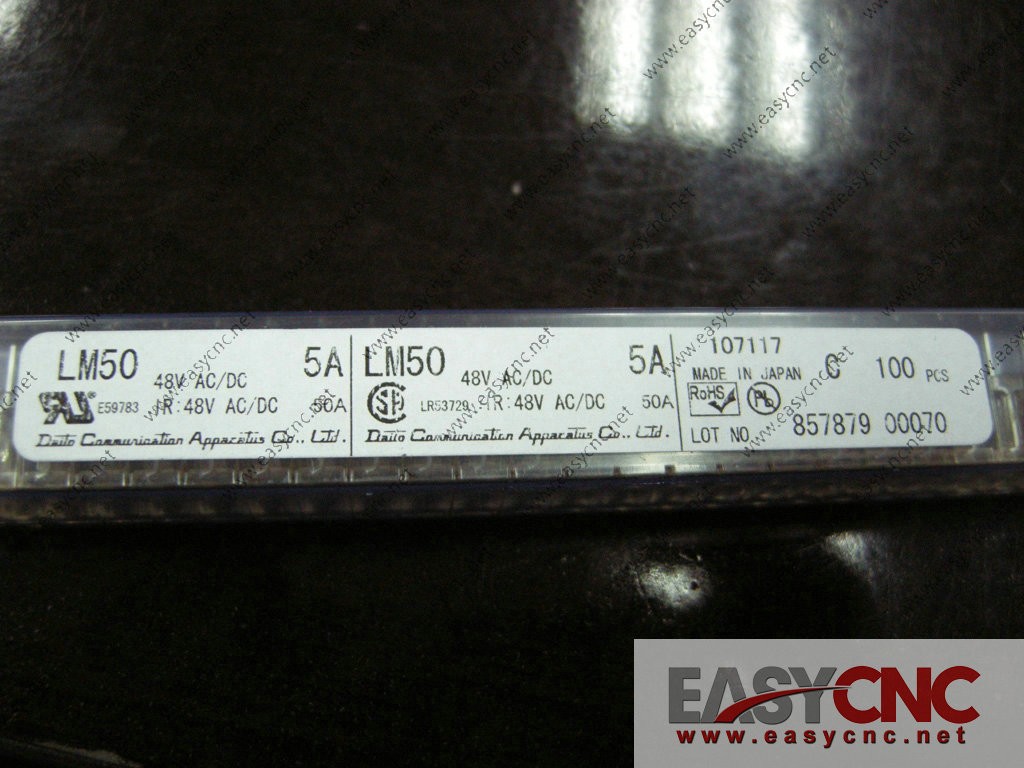 LM50 5A
48V AC/DC
E59783 IR:48V AC/DC 50A
Daito Communication Apparatus Co., Ltd.
LM50 5A
48V AC/DC
LR53729 IR:48V AC/DC 50A
Daito Communication Apparatus Co., Ltd.
107117
MADE IN JAPAN C 100 PCS
RoHS
LOT NO. 857879 00070
EASYCNC
www.easycnc.net